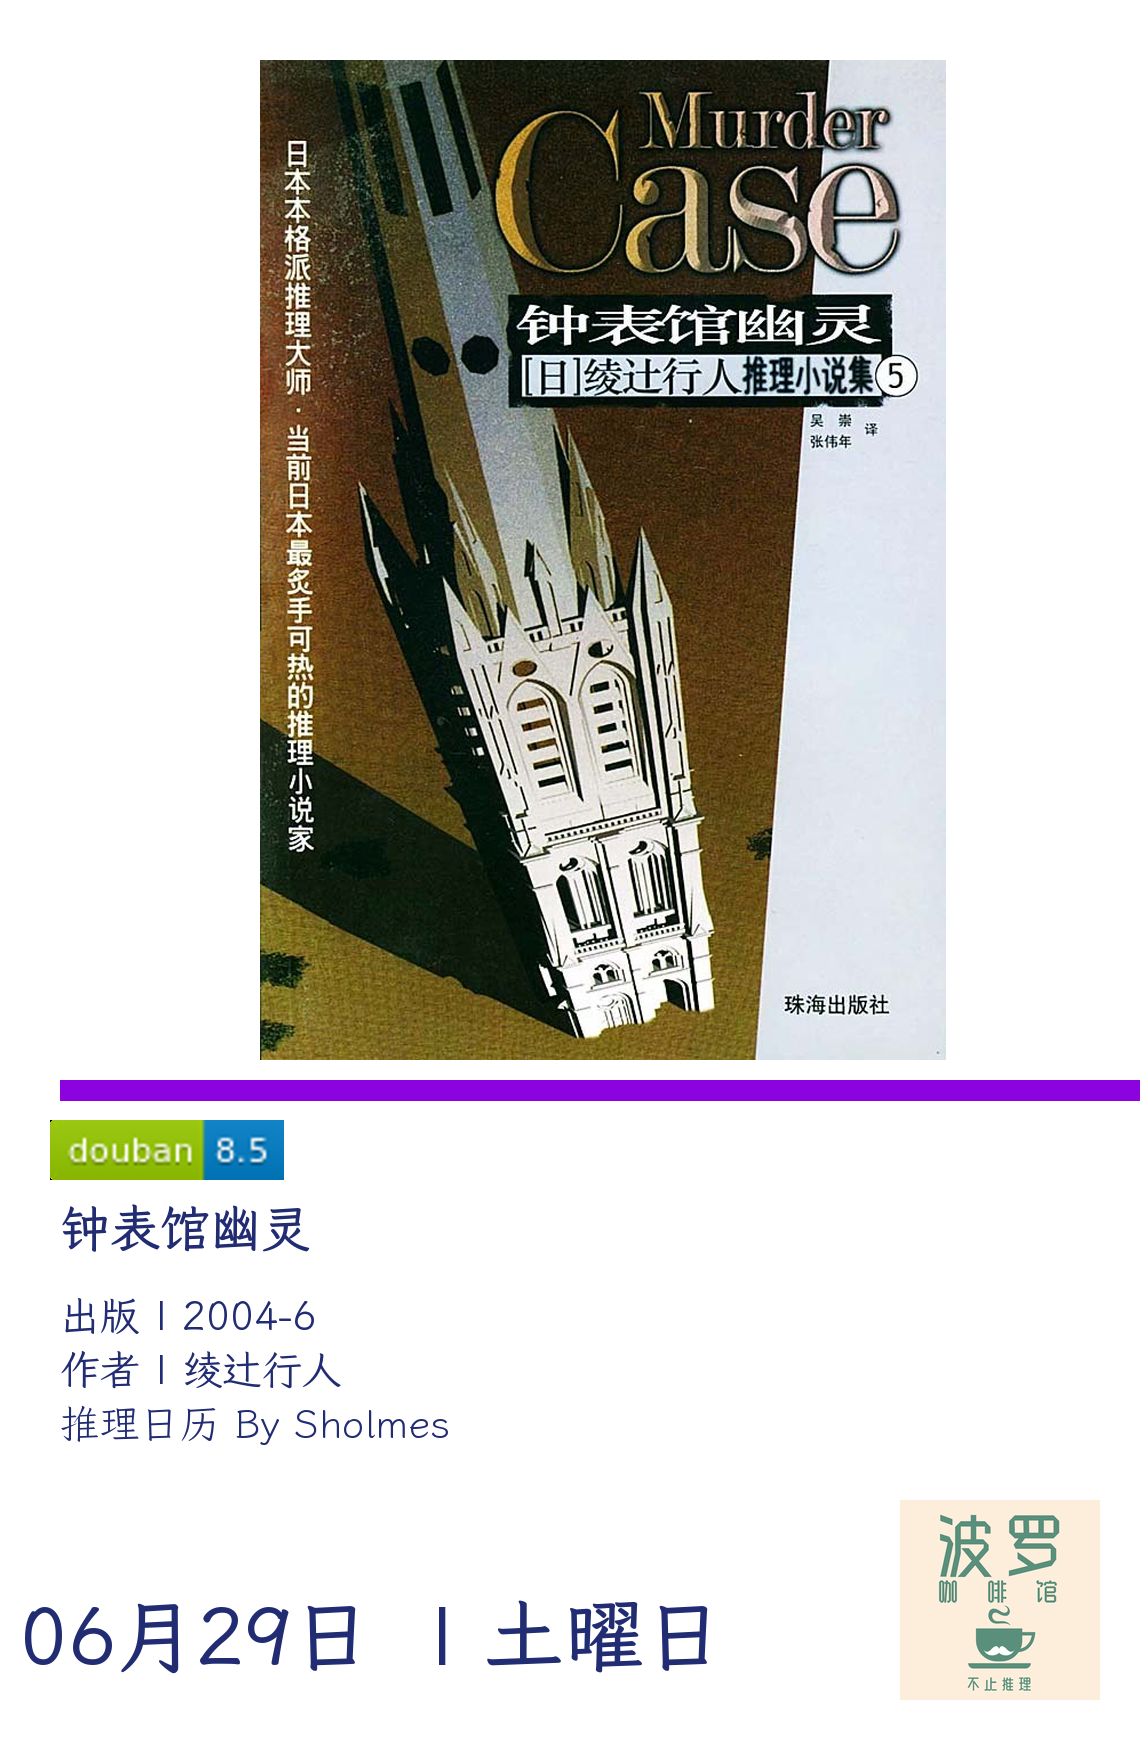 Murder
Case
钟表馆幽灵
[日]绫辻行人推理小说集⑤
吴 崇
张伟年
译
日本本格派推理大师·当前日本最炙手可热的推理小说家
珠海出版社
douban 8.5
钟表馆幽灵
出版 | 2004-6
作者 | 绫辻行人
推理日历 By Sholmes
波罗
咖啡馆
不止推理
06月29日 | 土曜日